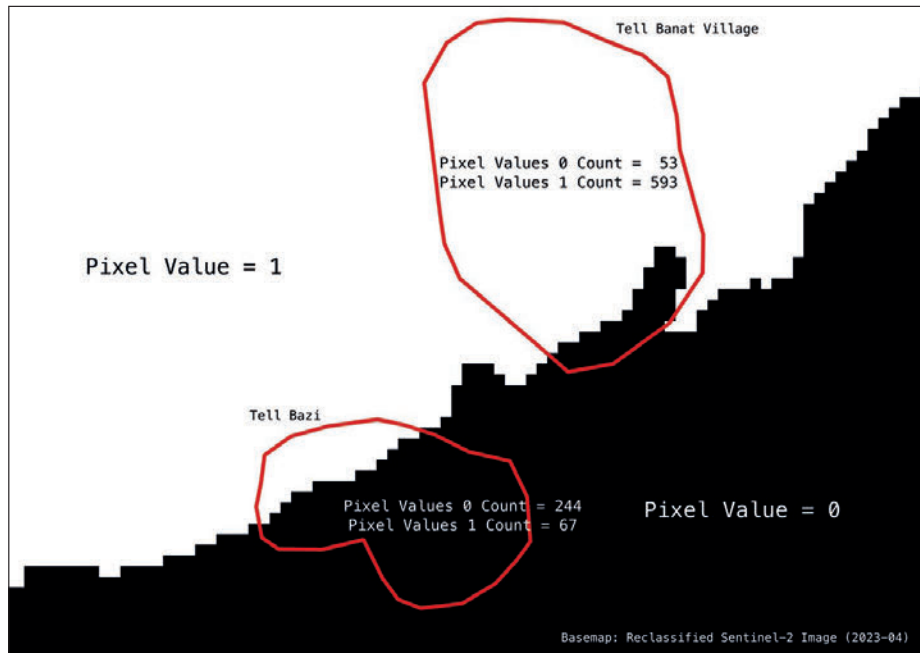 Tell Banat Village
Pixel Values 0 Count =  53
Pixel Values 1 Count = 593
Pixel Value = 1
Tell Bazi
Pixel Values 0 Count = 244
Pixel Values 1 Count = 67
Pixel Value = 0
Basemap: Reclassified Sentinel-2 Image (2023-04)